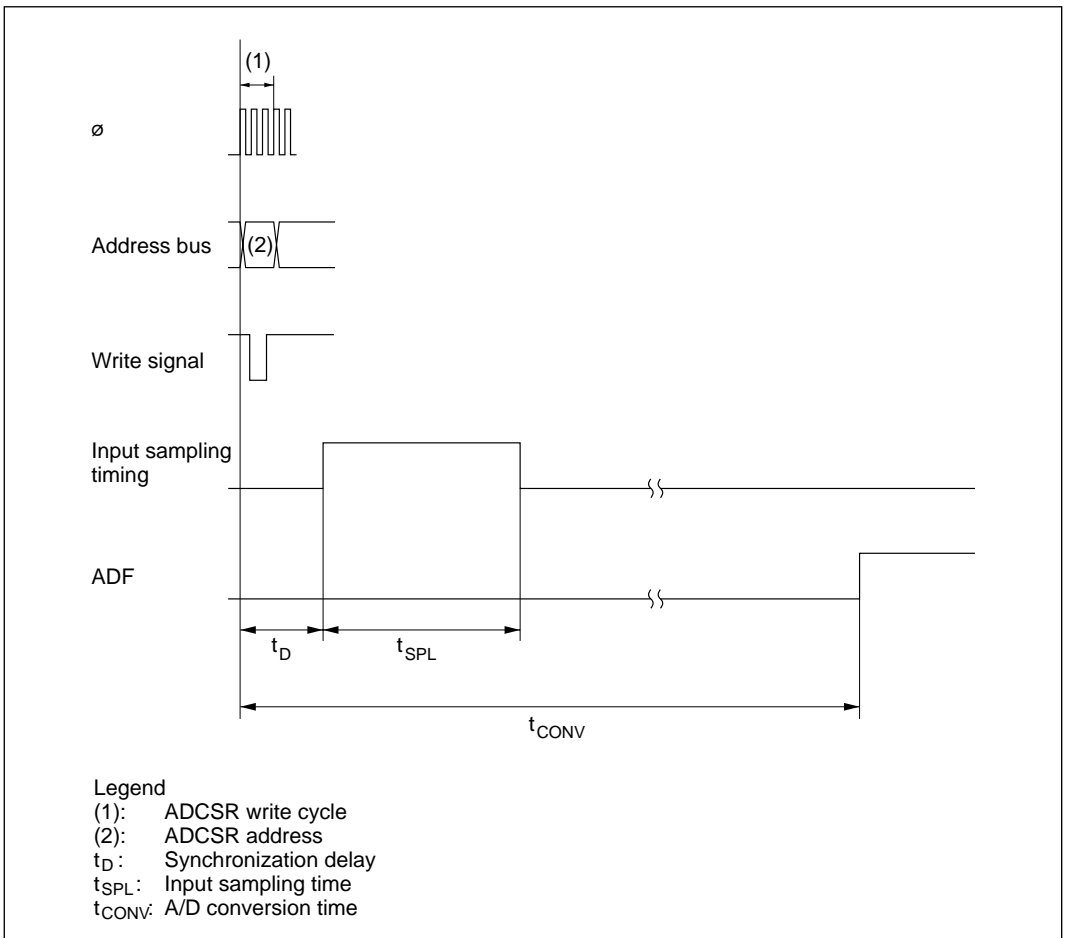 (1)
ø
Address bus
(2)
Write signal
Input sampling
timing
ADF
tD
tSPL
tCONV
Legend
(1): ADCSR write cycle
(2): ADCSR address
tD : Synchronization delay
tSPL : Input sampling time
tCONV: A/D conversion time